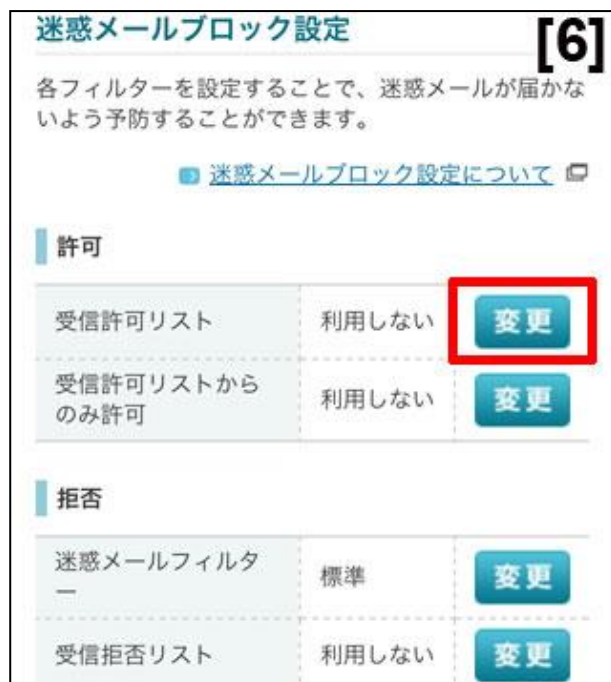 迷惑メールブロック設定
[6]
各フィルターを設定することで、迷惑メールが届かな
いよう予防することができます。
迷惑メールブロック設定について
許可
受信許可リスト 利用しない 変更
受信許可リストから
のみ許可 利用しない 変更
拒否
迷惑メールフィルタ
ー 標準 変更
受信拒否リスト 利用しない 変更